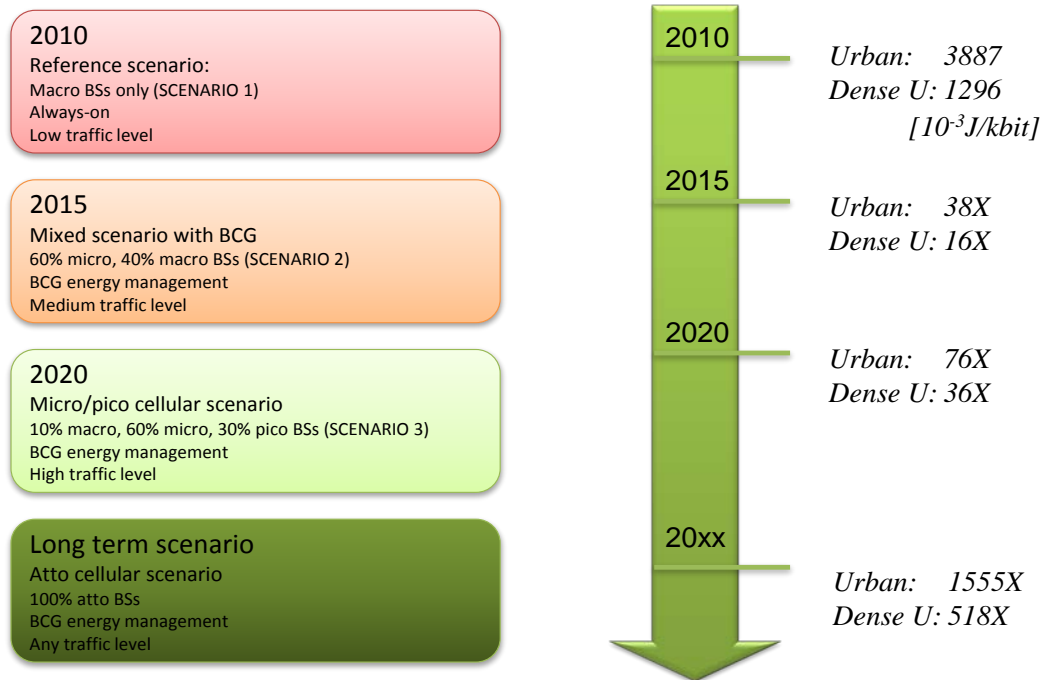 2010
Reference scenario:
Macro BSs only (SCENARIO 1)
Always-on
Low traffic level
2015
Mixed scenario with BCG
60% micro, 40% macro BSs (SCENARIO 2)
BCG energy management
Medium traffic level
2020
Micro/pico cellular scenario
10% macro, 60% micro, 30% pico BSs (SCENARIO 3)
BCG energy management
High traffic level
Long term scenario
Atto cellular scenario
100% atto BSs
BCG energy management
Any traffic level
2010
Urban: 3887
Dense U: 1296
[10⁻³J/kbit]
2015
Urban: 38X
Dense U: 16X
2020
Urban: 76X
Dense U: 36X
20xx
Urban: 1555X
Dense U: 518X